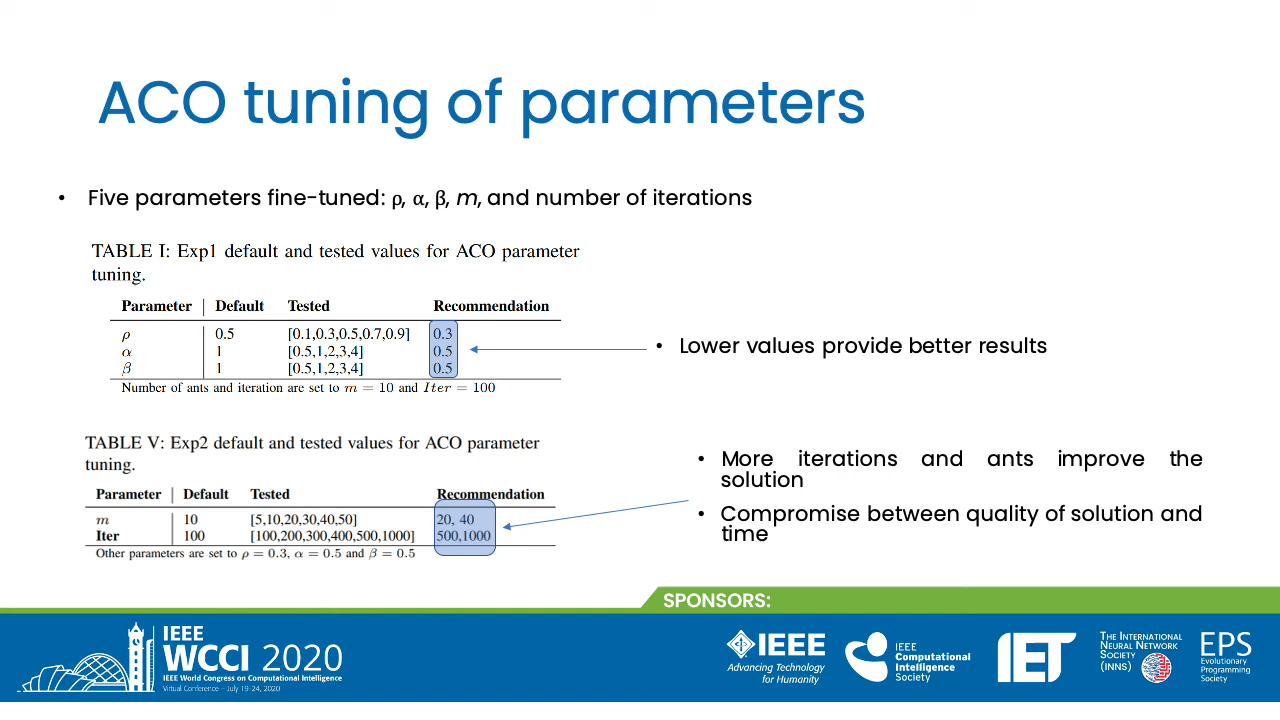 ACO tuning of parameters
• Five parameters fine-tuned: ρ, α, β, m, and number of iterations
TABLE I: Exp1 default and tested values for ACO parameter
tuning.
Parameter Default Tested Recommendation
ρ 0.5 [0.1,0.3,0.5,0.7,0.9] 0.3
α 1 [0.5,1,2,3,4] 0.5
β 1 [0.5,1,2,3,4] 0.5
Number of ants and iteration are set to m = 10 and Iter = 100
• Lower values provide better results
TABLE V: Exp2 default and tested values for ACO parameter
tuning.
Parameter Default Tested Recommendation
m 10 [5,10,20,30,40,50] 20, 40
Iter 100 [100,200,300,400,500,1000] 500,1000
Other parameters are set to ρ = 0.3, α = 0.5 and β = 0.5
• More iterations and ants improve the
solution
• Compromise between quality of solution and
time
SPONSORS:
IEEE
WCCI 2020
IEEE World Congress on Computational Intelligence
Virtual Conference – July 19-24, 2020
IEEE
Advancing Technology
for Humanity
IEEE
Computational
Intelligence
Society
IET
The International
Neural Network
Society
(INNS)
EPS
Evolutionary
Programming
Society